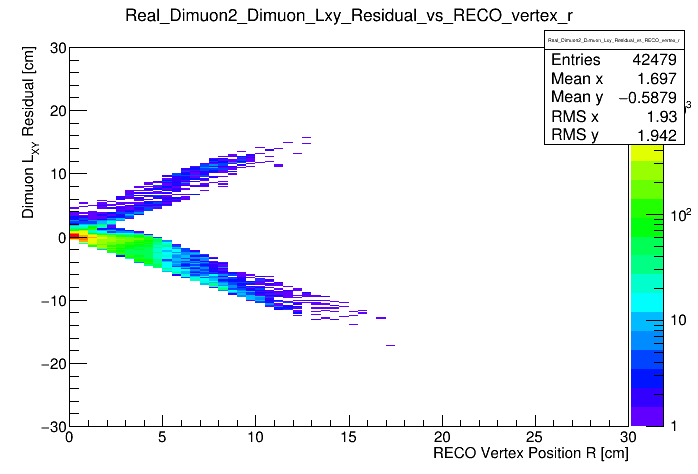 Real_Dimuon2_Dimuon_Lxy_Residual_vs_RECO_vertex_r
Real_Dimuon2_Dimuon_Lxy_Residual_vs_RECO_vertex_r
Entries 42479
Mean x 1.697
Mean y −0.5879
RMS x 1.93
RMS y 1.942
Dimuon L_XY Residual [cm]
30
20
10
0
−10
−20
−30
0 5 10 15 20 25 30
RECO Vertex Position R [cm]
3
10²
10
1